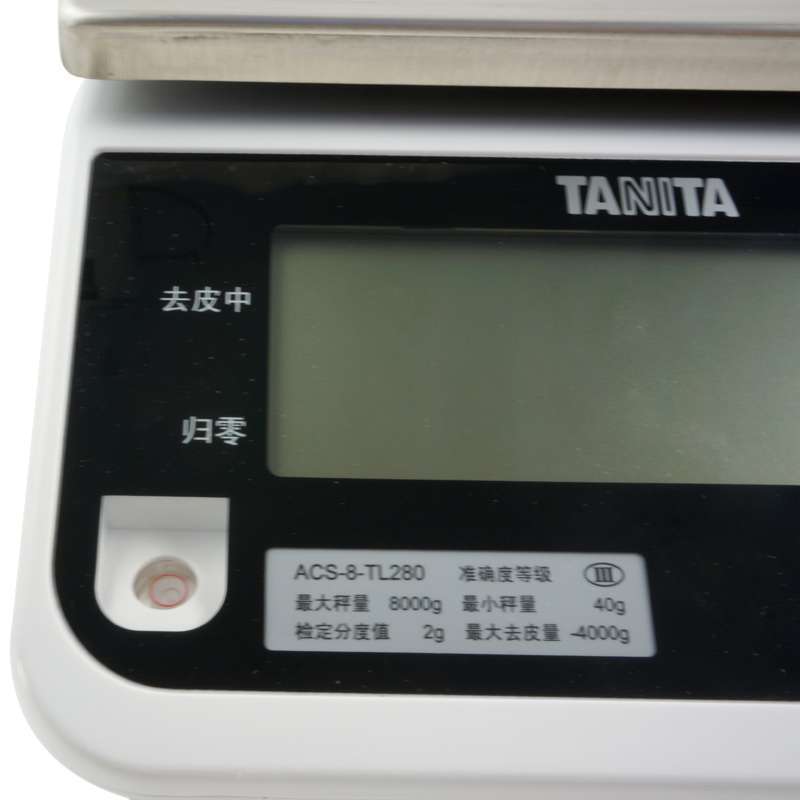 TANITA
去皮中
归零
ACS-8-TL280 准确度等级 III
最大秤量 8000g 最小秤量 40g
检定分度值 2g 最大去皮量 -4000g